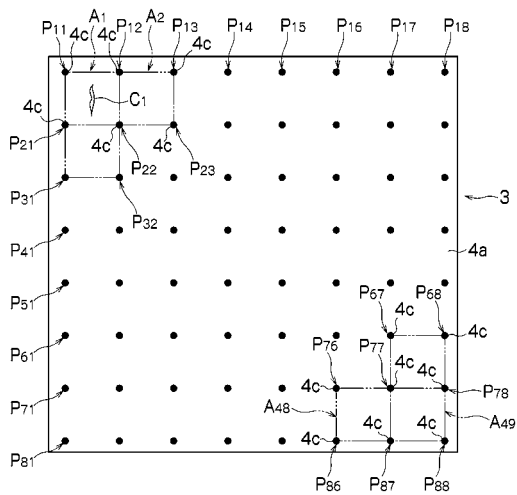 A1 A2
P11 4c 4c P12 P13 4c P14 P15 P16 P17 P18
4c C1
P21 4c P22 4c P23
P31 P32
3
P41 4a
P51
P67 P68
P61 4c 4c
P76 P77
4c 4c 4c P78
P71
A48 A49
4c 4c 4c
P81
P86 P87 P88